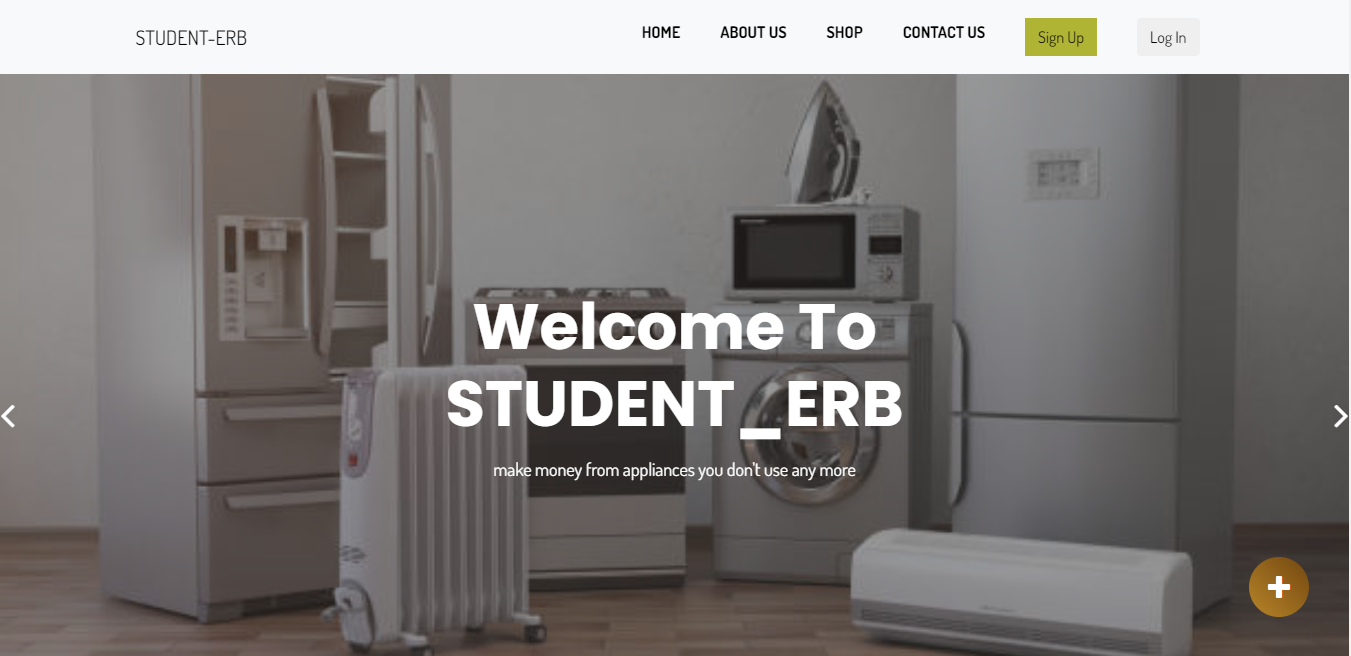 STUDENT-ERB
HOME ABOUT US SHOP CONTACT US Sign Up Log In
Welcome To
STUDENT_ERB
make money from appliances you don't use any more